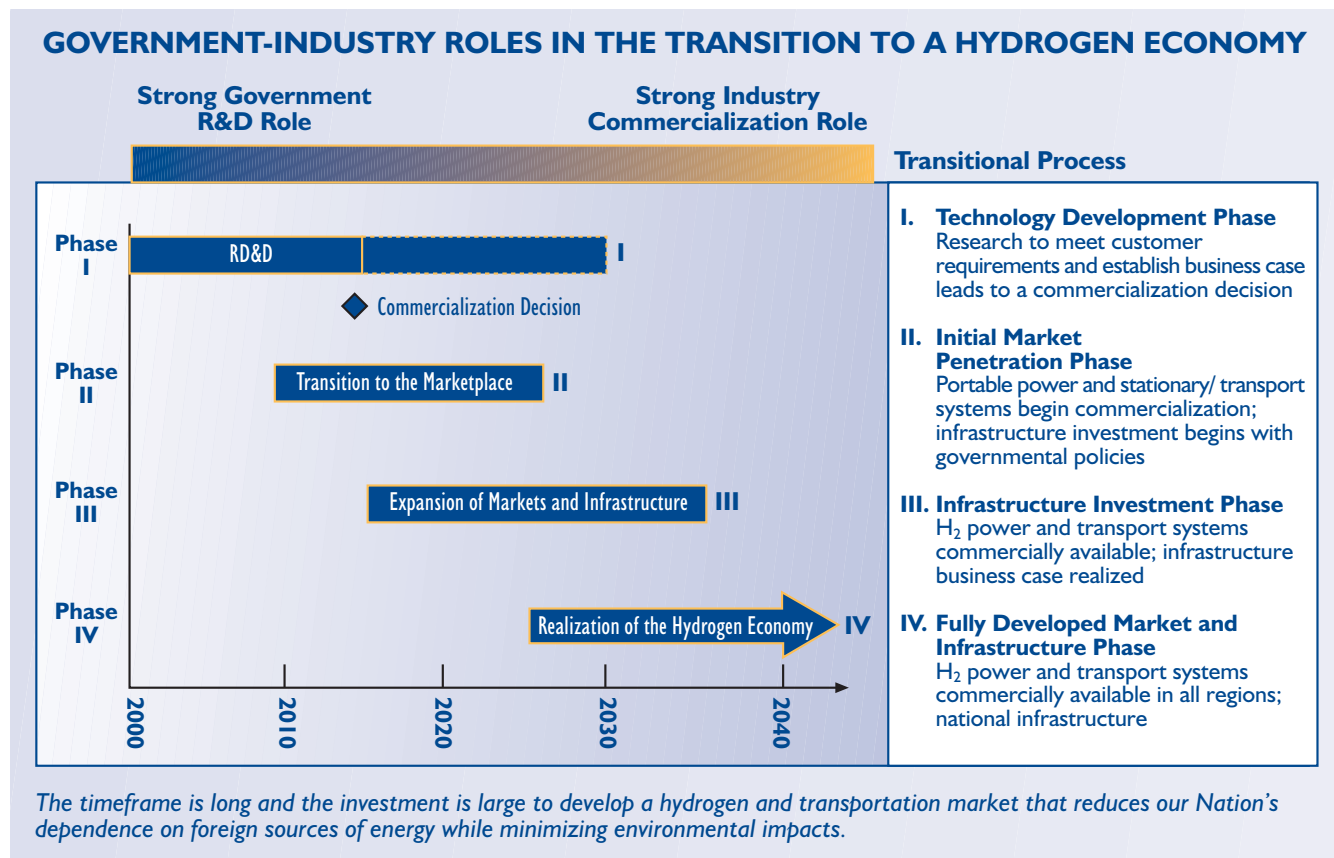 GOVERNMENT-INDUSTRY ROLES IN THE TRANSITION TO A HYDROGEN ECONOMY
Strong Government
R&D Role
Strong Industry
Commercialization Role
Transitional Process
Phase
I
RD&D
I
Commercialization Decision
Phase
II
Transition to the Marketplace
II
Phase
III
Expansion of Markets and Infrastructure
III
Phase
IV
Realization of the Hydrogen Economy
IV
2000
2010
2020
2030
2040
I. Technology Development Phase
Research to meet customer
requirements and establish business case
leads to a commercialization decision
II. Initial Market
Penetration Phase
Portable power and stationary/ transport
systems begin commercialization;
infrastructure investment begins with
governmental policies
III. Infrastructure Investment Phase
H₂ power and transport systems
commercially available; infrastructure
business case realized
IV. Fully Developed Market and
Infrastructure Phase
H₂ power and transport systems
commercially available in all regions;
national infrastructure
The timeframe is long and the investment is large to develop a hydrogen and transportation market that reduces our Nation’s
dependence on foreign sources of energy while minimizing environmental impacts.